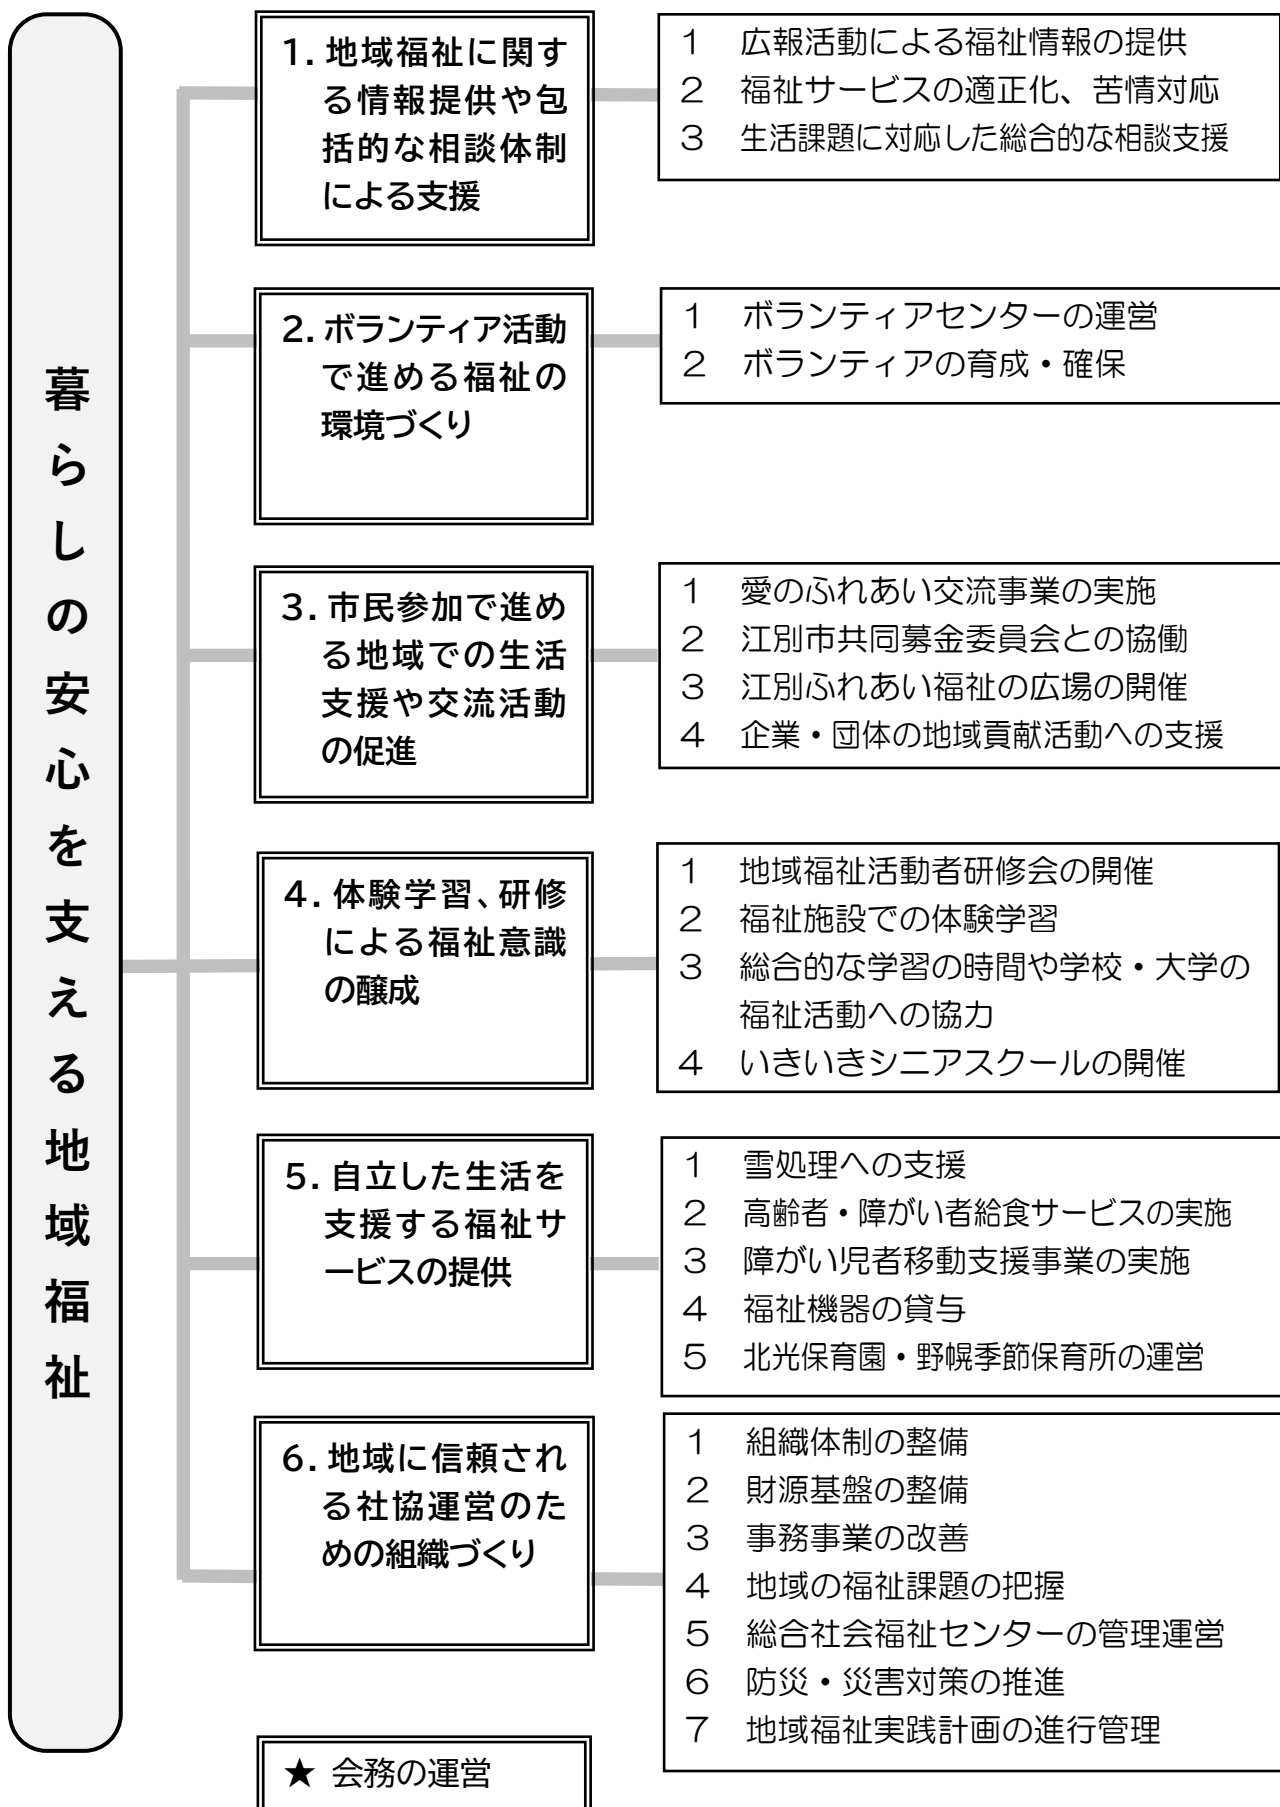 暮らしの安心を支える地域福祉
1. 地域福祉に関す
る情報提供や包
括的な相談体制
による支援
1 広報活動による福祉情報の提供
2 福祉サービスの適正化、苦情対応
3 生活課題に対応した総合的な相談支援
2. ボランティア活動
で進める福祉の
環境づくり
1 ボランティアセンターの運営
2 ボランティアの育成・確保
3. 市民参加で進め
る地域での生活
支援や交流活動
の促進
1 愛のふれあい交流事業の実施
2 江別市共同募金委員会との協働
3 江別ふれあい福祉の広場の開催
4 企業・団体の地域貢献活動への支援
4. 体験学習、研修
による福祉意識
の醸成
1 地域福祉活動者研修会の開催
2 福祉施設での体験学習
3 総合的な学習の時間や学校・大学の
福祉活動への協力
4 いきいきシニアスクールの開催
5. 自立した生活を
支援する福祉サ
ービスの提供
1 雪処理への支援
2 高齢者・障がい者給食サービスの実施
3 障がい児者移動支援事業の実施
4 福祉機器の貸与
5 北光保育園・野幌季節保育所の運営
6. 地域に信頼され
る社協運営のた
めの組織づくり
1 組織体制の整備
2 財源基盤の整備
3 事務事業の改善
4 地域の福祉課題の把握
5 総合社会福祉センターの管理運営
6 防災・災害対策の推進
7 地域福祉実践計画の進行管理
★ 会務の運営